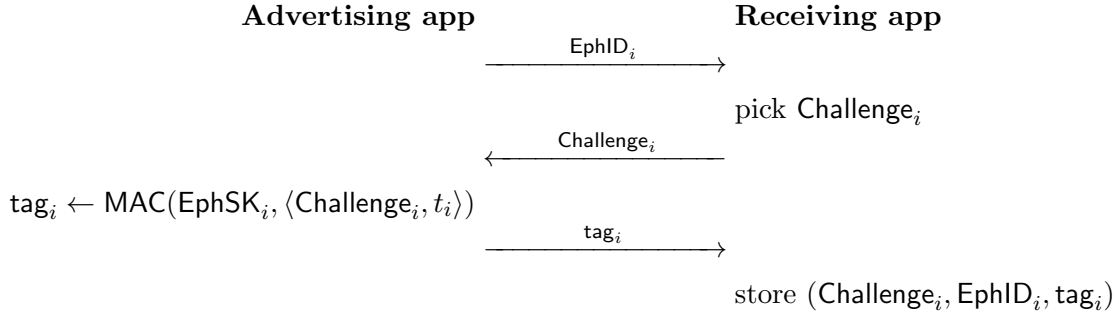 Advertising app Receiving app
EphID_i
pick Challenge_i
Challenge_i
tag_i ← MAC(EphSK_i, ⟨Challenge_i, t_i⟩)
tag_i
store (Challenge_i, EphID_i, tag_i)